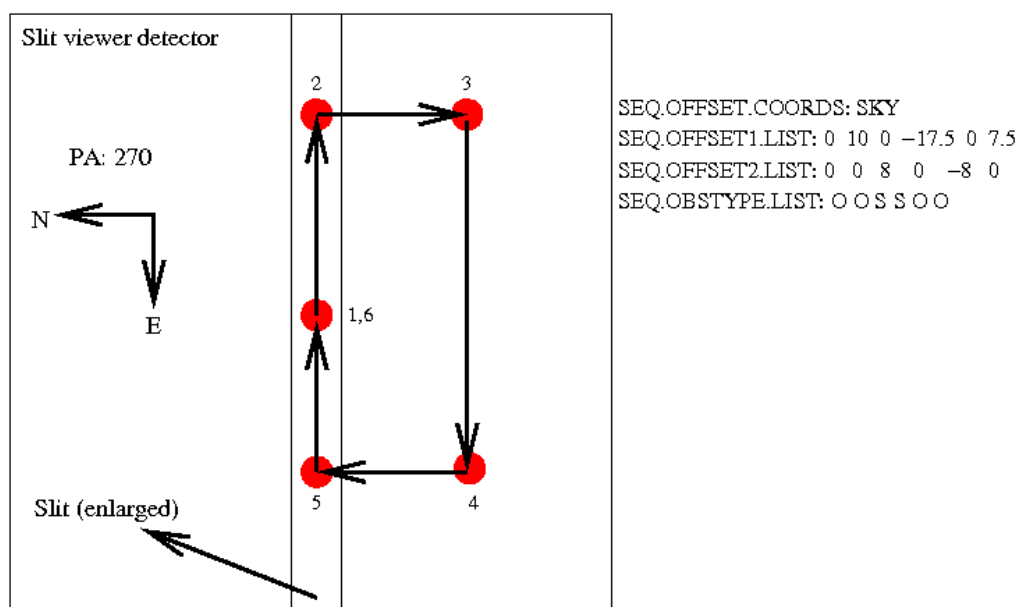 Slit viewer detector
2
3
SEQ.OFFSET.COORDS: SKY
SEQ.OFFSET1.LIST: 0 10 0 −17.5 0 7.5
SEQ.OFFSET2.LIST: 0 0 8 0 −8 0
SEQ.OBSTYPE.LIST: O O S S O O
PA: 270
N
E
1,6
5
4
Slit (enlarged)